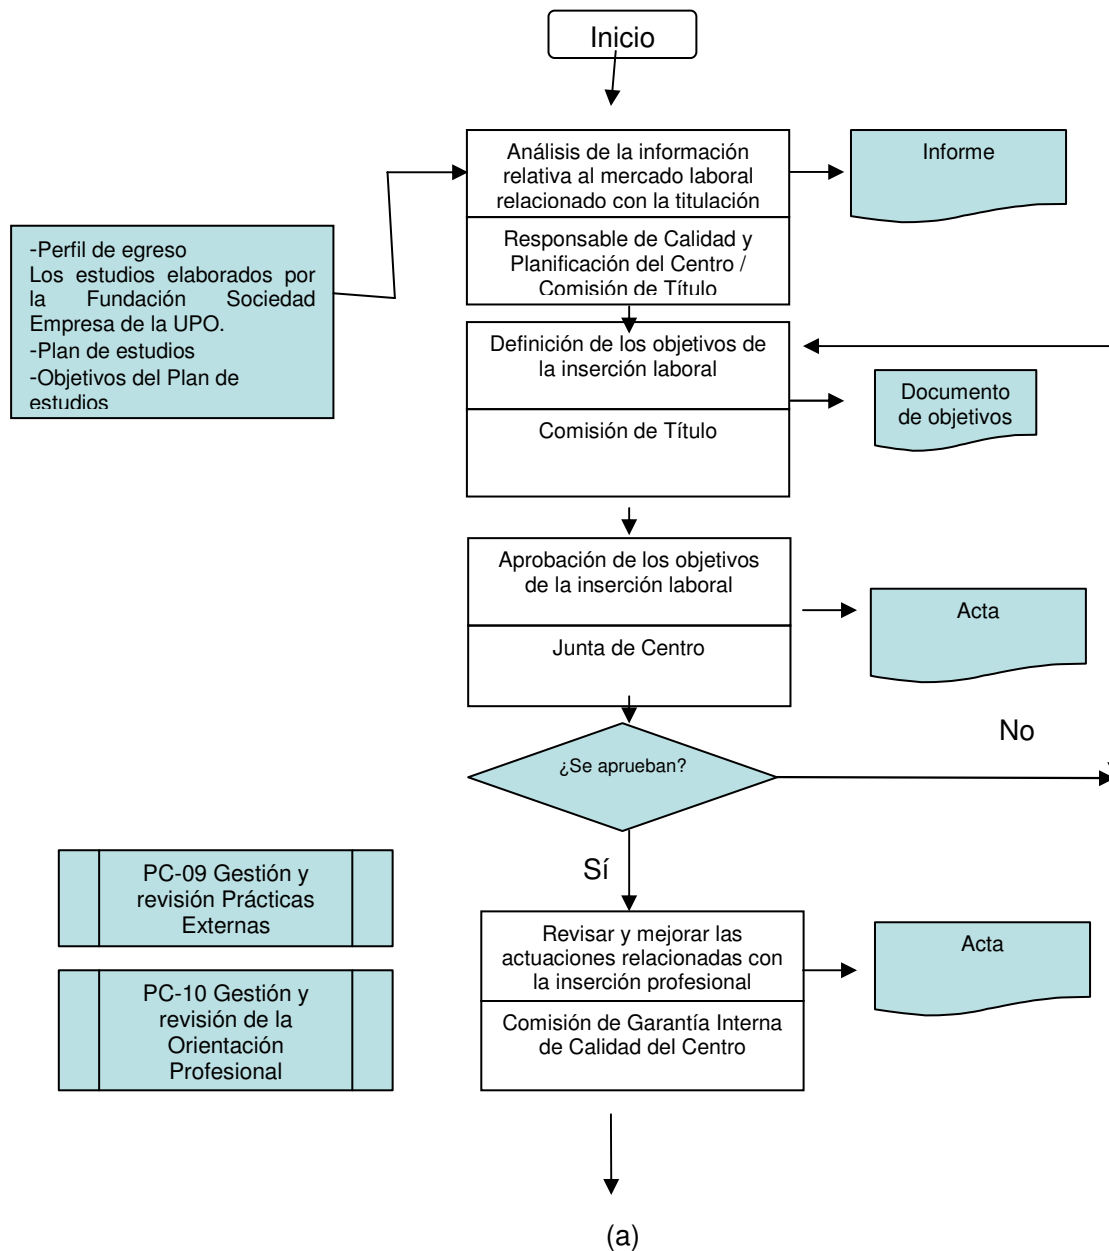 Inicio
Análisis de la información
relativa al mercado laboral
relacionado con la titulación
Responsable de Calidad y
Planificación del Centro /
Comisión de Título
Informe
-Perfil de egreso
Los estudios elaborados por
la Fundación Sociedad
Empresa de la UPO.
-Plan de estudios
-Objetivos del Plan de
estudios
Definición de los objetivos de
la inserción laboral
Comisión de Título
Documento
de objetivos
Aprobación de los objetivos
de la inserción laboral
Junta de Centro
Acta
¿Se aprueban?
No
Sí
PC-09 Gestión y
revisión Prácticas
Externas
PC-10 Gestión y
revisión de la
Orientación
Profesional
Revisar y mejorar las
actuaciones relacionadas con
la inserción profesional
Comisión de Garantía Interna
de Calidad del Centro
Acta
(a)